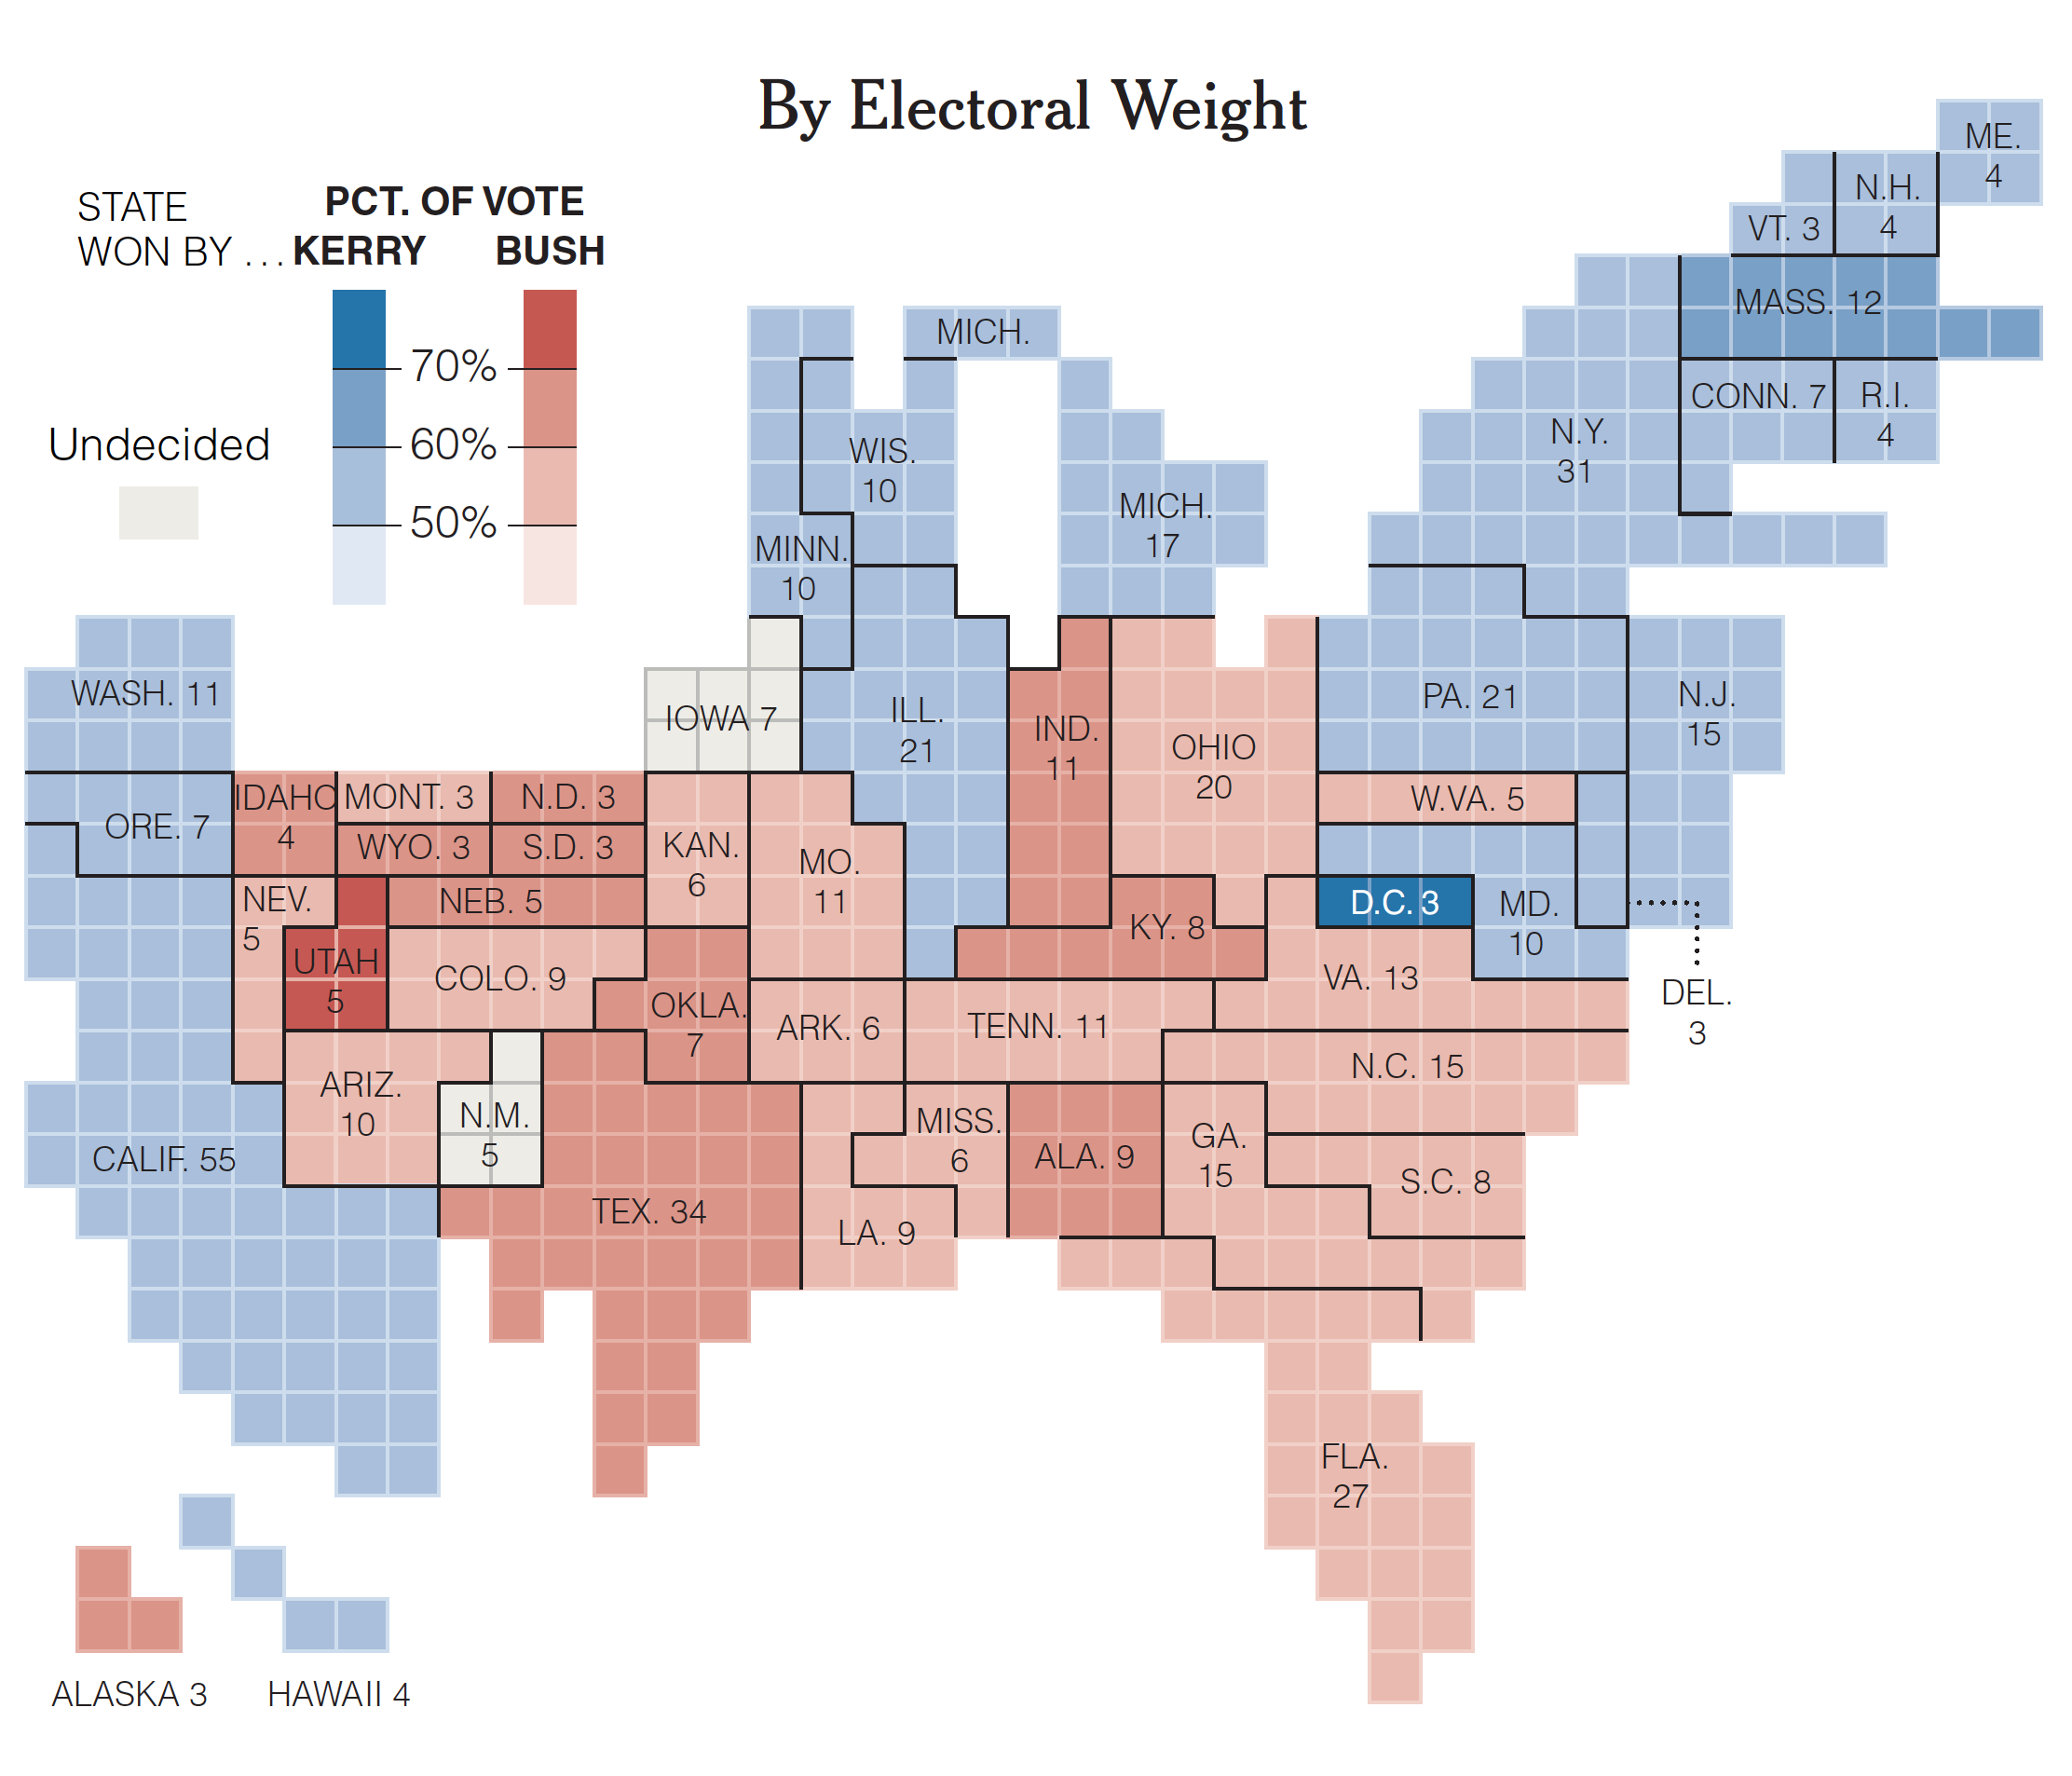 By Electoral Weight
STATE
WON BY ...
PCT. OF VOTE
KERRY BUSH
70%
60%
50%
Undecided
ME.
4
N.H.
4
VT. 3
MASS. 12
CONN. 7
R.I.
4
N.Y.
31
MICH.
WIS.
10
MICH.
17
MINN.
10
WASH. 11
IOWA 7
ILL.
21
IND.
11
OHIO
20
PA. 21
N.J.
15
ORE. 7
IDAHO
4
MONT. 3
N.D. 3
WYO. 3
S.D. 3
KAN.
6
MO.
11
W.VA. 5
NEV.
5
NEB. 5
KY. 8
D.C. 3
MD.
10
UTAH
5
COLO. 9
OKLA.
7
ARK. 6
TENN. 11
VA. 13
DEL.
3
ARIZ.
10
N.M.
5
N.C. 15
MISS.
6
ALA. 9
GA.
15
S.C. 8
CALIF. 55
TEX. 34
LA. 9
FLA.
27
ALASKA 3
HAWAII 4